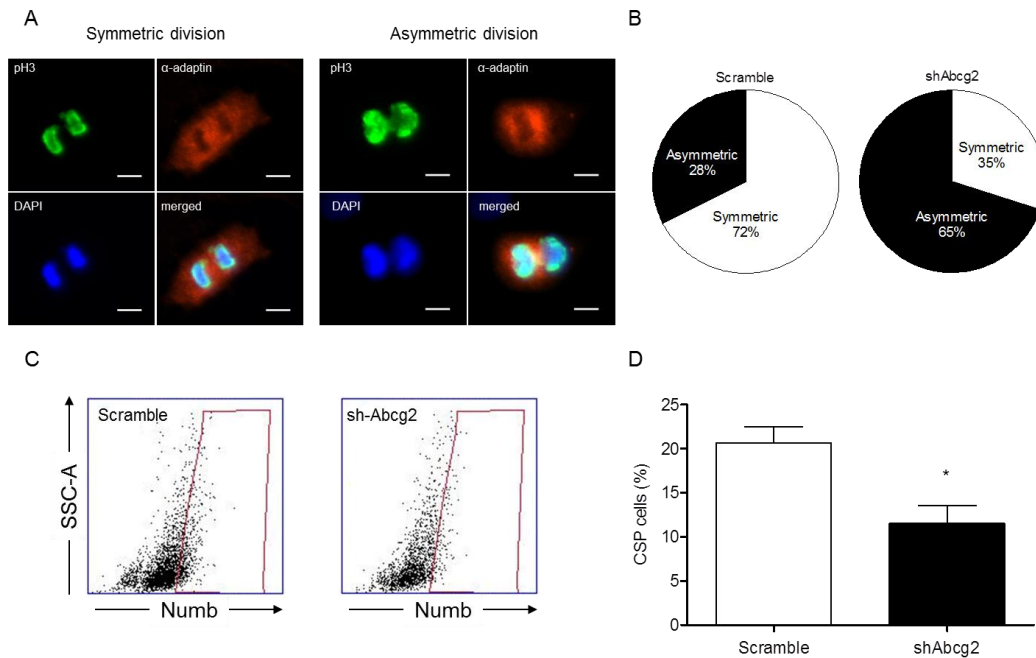 A
Symmetric division
Asymmetric division
pH3
α-adaptin
pH3
α-adaptin
DAPI
merged
DAPI
merged
B
Scramble
shAbcg2
Asymmetric
28%
Symmetric
72%
Symmetric
35%
Asymmetric
65%
C
Scramble
sh-Abcg2
SSC-A
Numb
Numb
D
CSP cells (%)
25
20
15
10
5
0
*
Scramble
shAbcg2